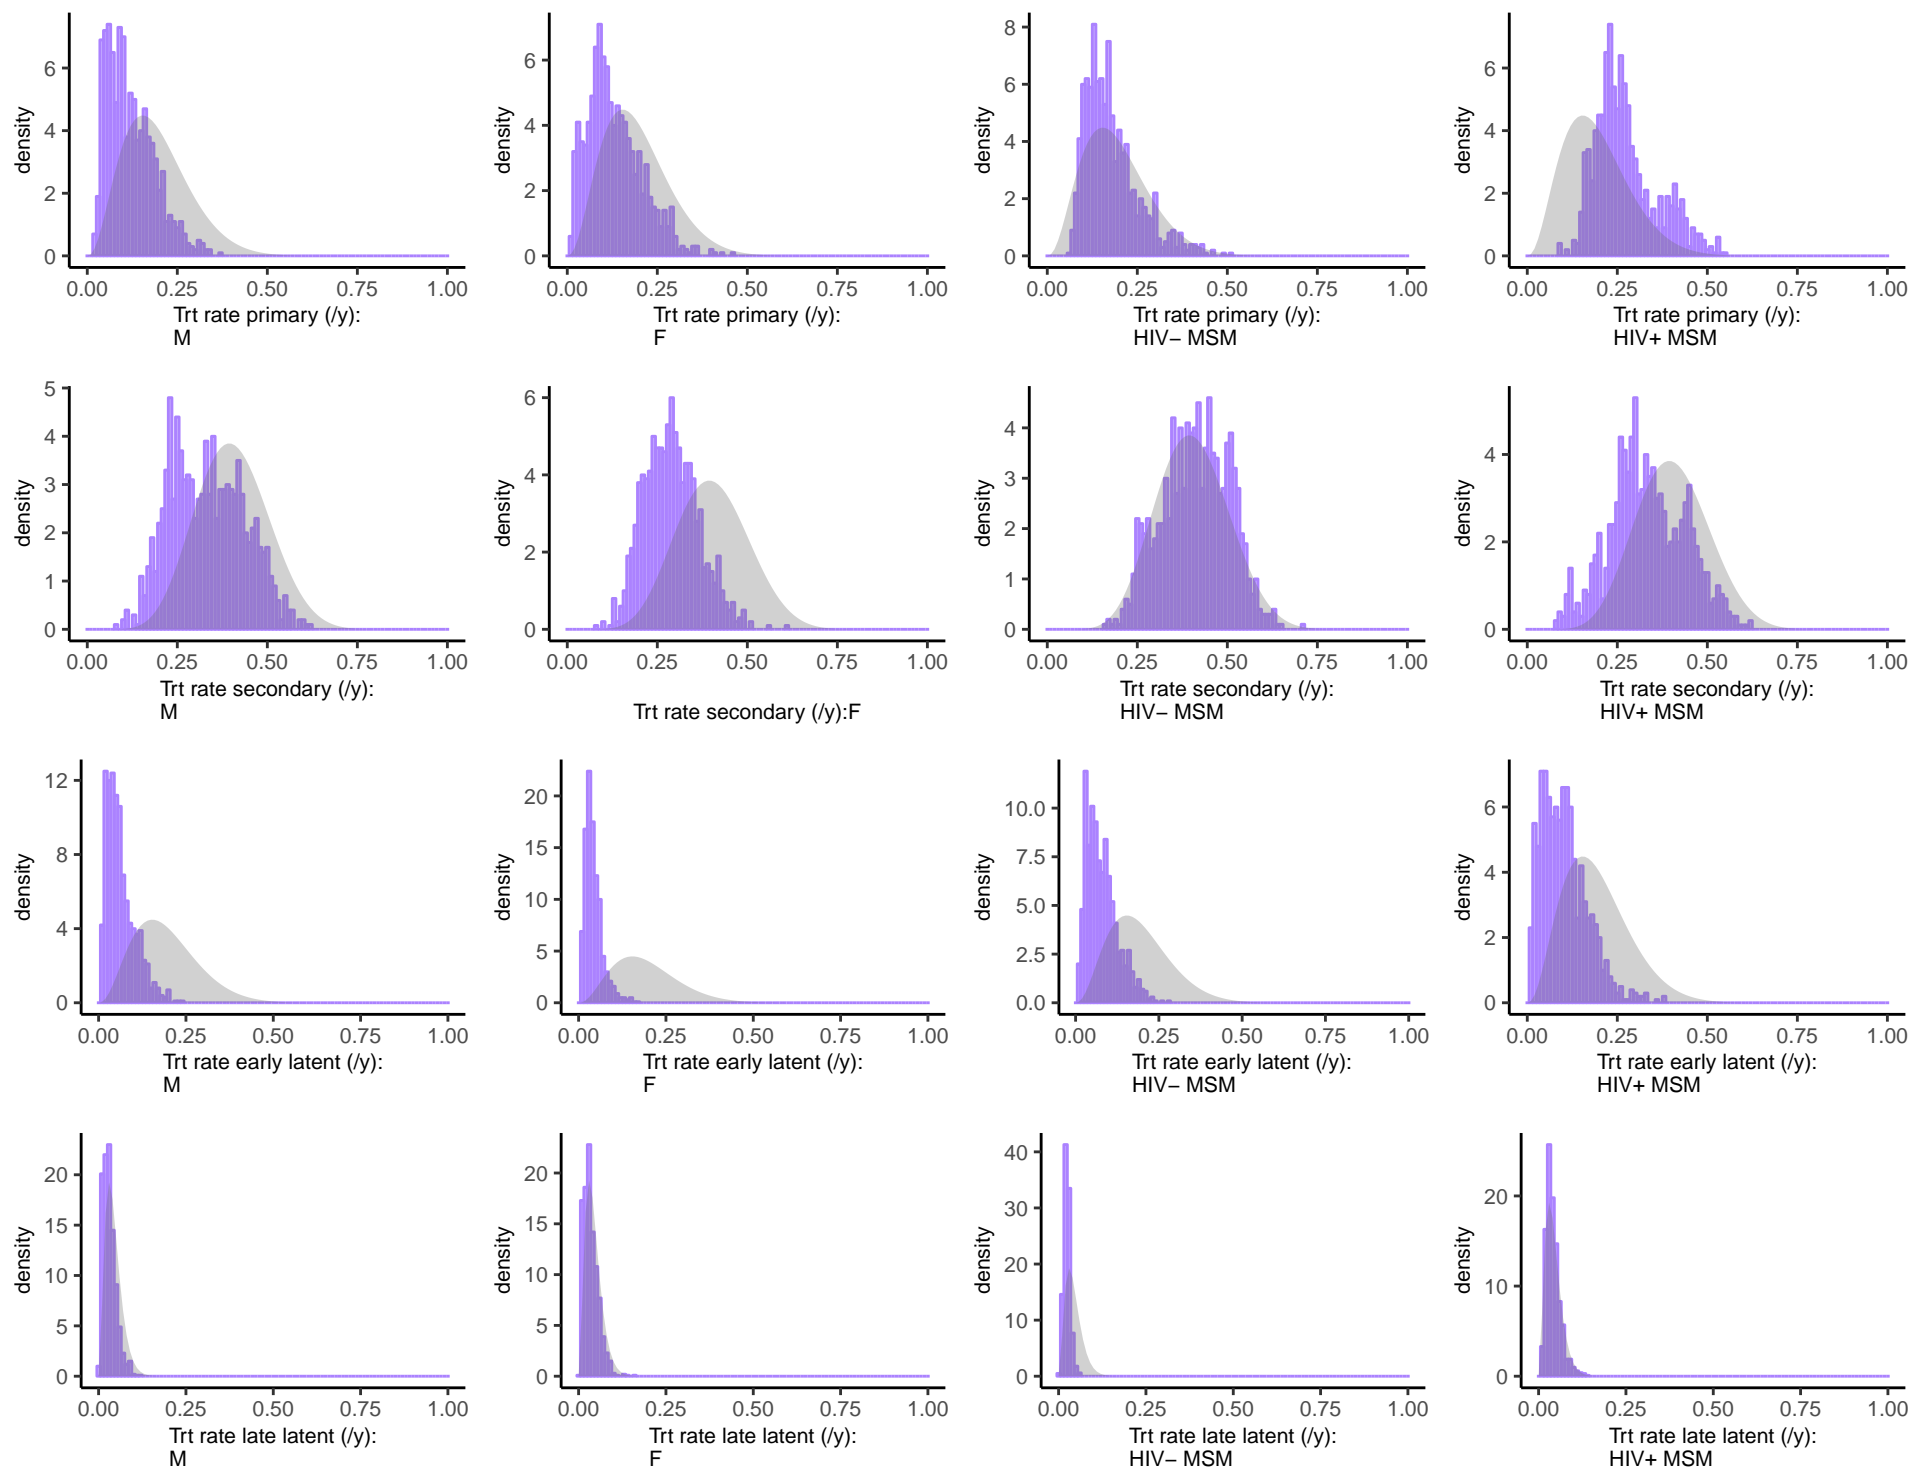 density
6
4
2
0
0.00 0.25 0.50 0.75 1.00
Trt rate primary (/y):
M
density
6
4
2
0
0.00 0.25 0.50 0.75 1.00
Trt rate primary (/y):
F
density
8
6
4
2
0
0.00 0.25 0.50 0.75 1.00
Trt rate primary (/y):
HIV− MSM
density
6
4
2
0
0.00 0.25 0.50 0.75 1.00
Trt rate primary (/y):
HIV+ MSM
density
5
4
3
2
1
0
0.00 0.25 0.50 0.75 1.00
Trt rate secondary (/y):
M
density
6
4
2
0
0.00 0.25 0.50 0.75 1.00
Trt rate secondary (/y):F
density
4
3
2
1
0
0.00 0.25 0.50 0.75 1.00
Trt rate secondary (/y):
HIV− MSM
density
4
2
0
0.00 0.25 0.50 0.75 1.00
Trt rate secondary (/y):
HIV+ MSM
density
12
8
4
0
0.00 0.25 0.50 0.75 1.00
Trt rate early latent (/y):
M
density
20
15
10
5
0
0.00 0.25 0.50 0.75 1.00
Trt rate early latent (/y):
F
density
10.0
7.5
5.0
2.5
0.0
0.00 0.25 0.50 0.75 1.00
Trt rate early latent (/y):
HIV− MSM
density
6
4
2
0
0.00 0.25 0.50 0.75 1.00
Trt rate early latent (/y):
HIV+ MSM
density
20
15
10
5
0
0.00 0.25 0.50 0.75 1.00
Trt rate late latent (/y):
M
density
20
15
10
5
0
0.00 0.25 0.50 0.75 1.00
Trt rate late latent (/y):
F
density
40
30
20
10
0
0.00 0.25 0.50 0.75 1.00
Trt rate late latent (/y):
HIV− MSM
density
20
10
0
0.00 0.25 0.50 0.75 1.00
Trt rate late latent (/y):
HIV+ MSM